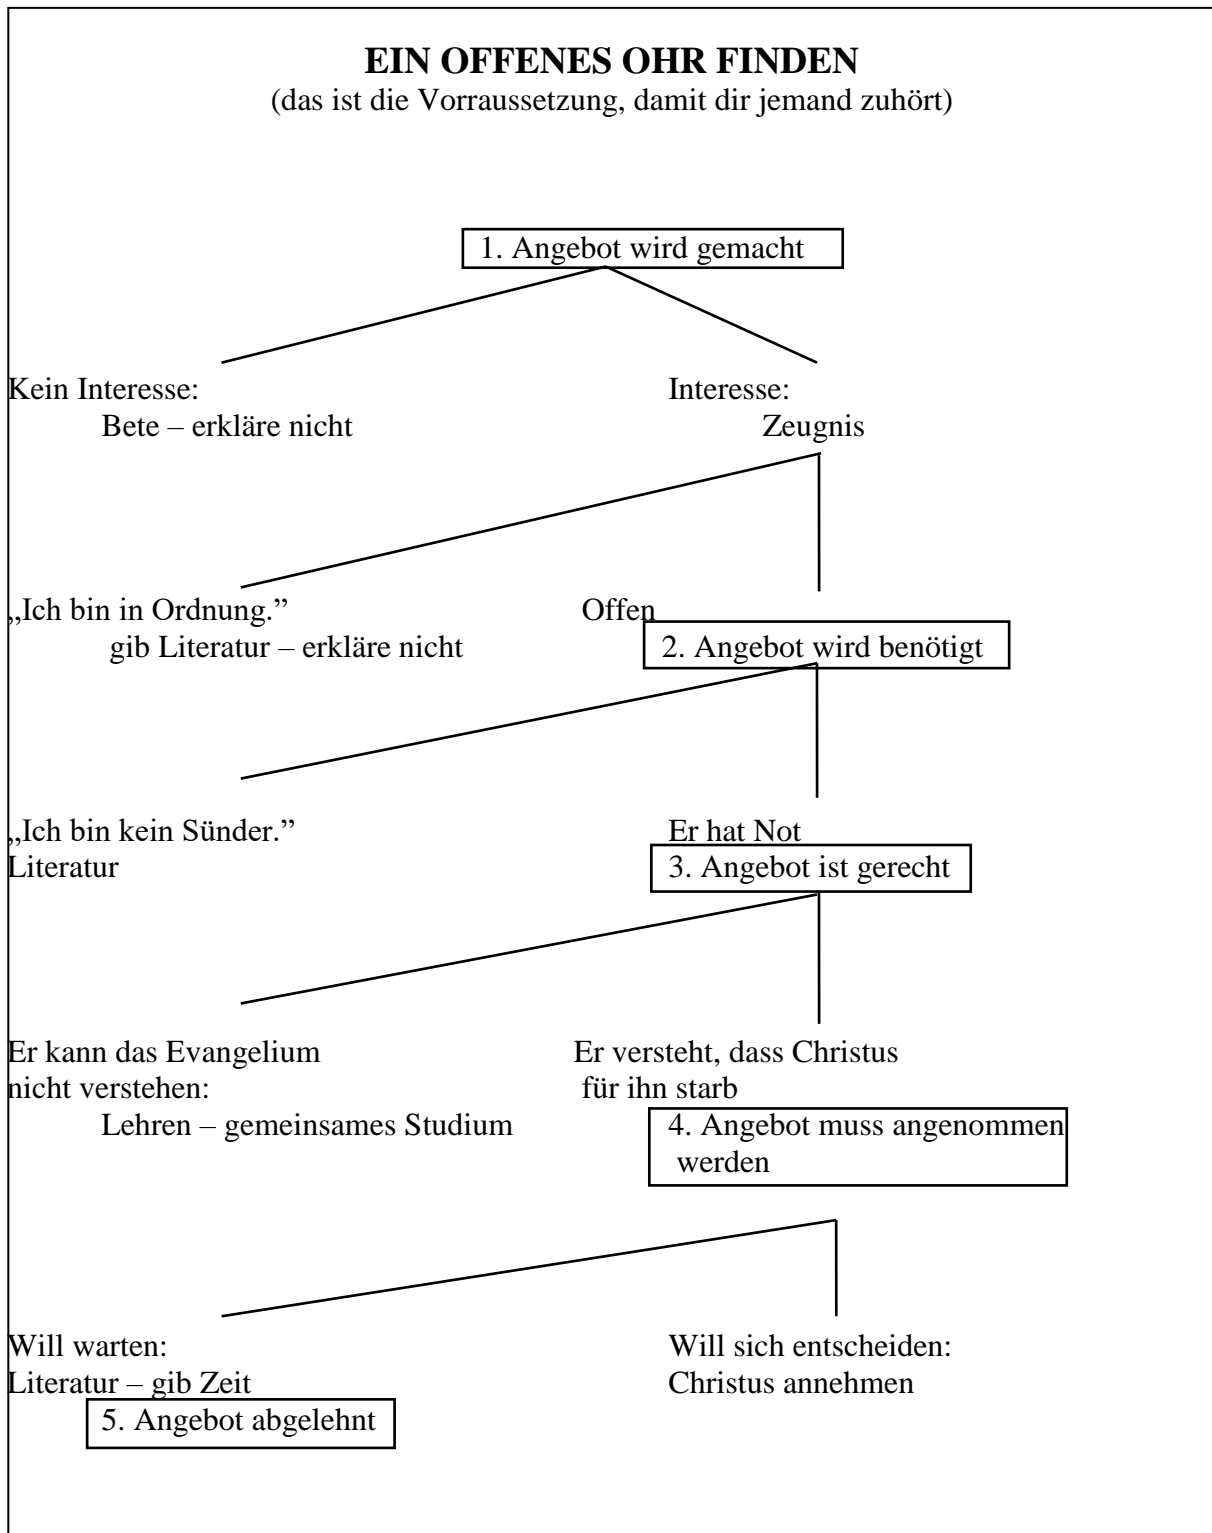 EIN OFFENES OHR FINDEN
(das ist die Vorraussetzung, damit dir jemand zuhört)
1. Angebot wird gemacht
Kein Interesse:
Bete – erkläre nicht
Interesse:
Zeugnis
„Ich bin in Ordnung.”
gib Literatur – erkläre nicht
Offen
2. Angebot wird benötigt
„Ich bin kein Sünder.”
Literatur
Er hat Not
3. Angebot ist gerecht
Er kann das Evangelium
nicht verstehen:
Lehren – gemeinsames Studium
Er versteht, dass Christus
für ihn starb
4. Angebot muss angenommen
werden
Will warten:
Literatur – gib Zeit
5. Angebot abgelehnt
Will sich entscheiden:
Christus annehmen